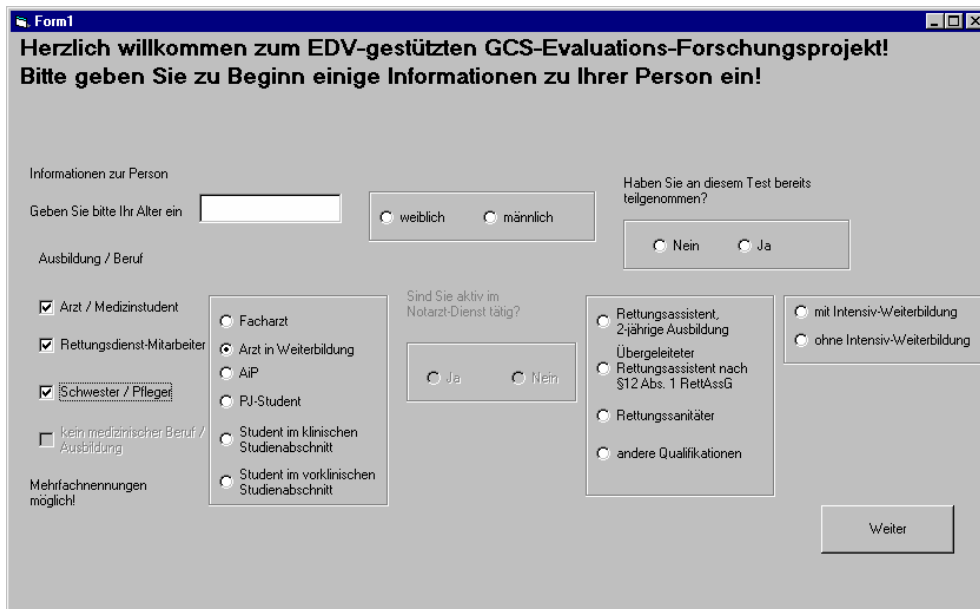 Form1
Herzlich willkommen zum EDV-gestützten GCS-Evaluations-Forschungsprojekt!
Bitte geben Sie zu Beginn einige Informationen zu Ihrer Person ein!
Informationen zur Person
Geben Sie bitte Ihr Alter ein
weiblich
männlich
Haben Sie an diesem Test bereits
teilgenommen?
Nein
Ja
Ausbildung / Beruf
Arzt / Medizinstudent
Rettungsdienst-Mitarbeiter
Schwester / Pfleger
kein medizinischer Beruf /
Ausbildung
Mehrfachnennungen
möglich!
Facharzt
Arzt in Weiterbildung
AiP
PJ-Student
Student im klinischen
Studienabschnitt
Student im vorklinischen
Studienabschnitt
Sind Sie aktiv im
Notarzt-Dienst tätig?
Ja
Nein
Rettungsassistent,
2-jährige Ausbildung
Übergeleiteter
Rettungsassistent nach
§12 Abs. 1 RettAssG
Rettungssanitäter
andere Qualifikationen
mit Intensiv-Weiterbildung
ohne Intensiv-Weiterbildung
Weiter